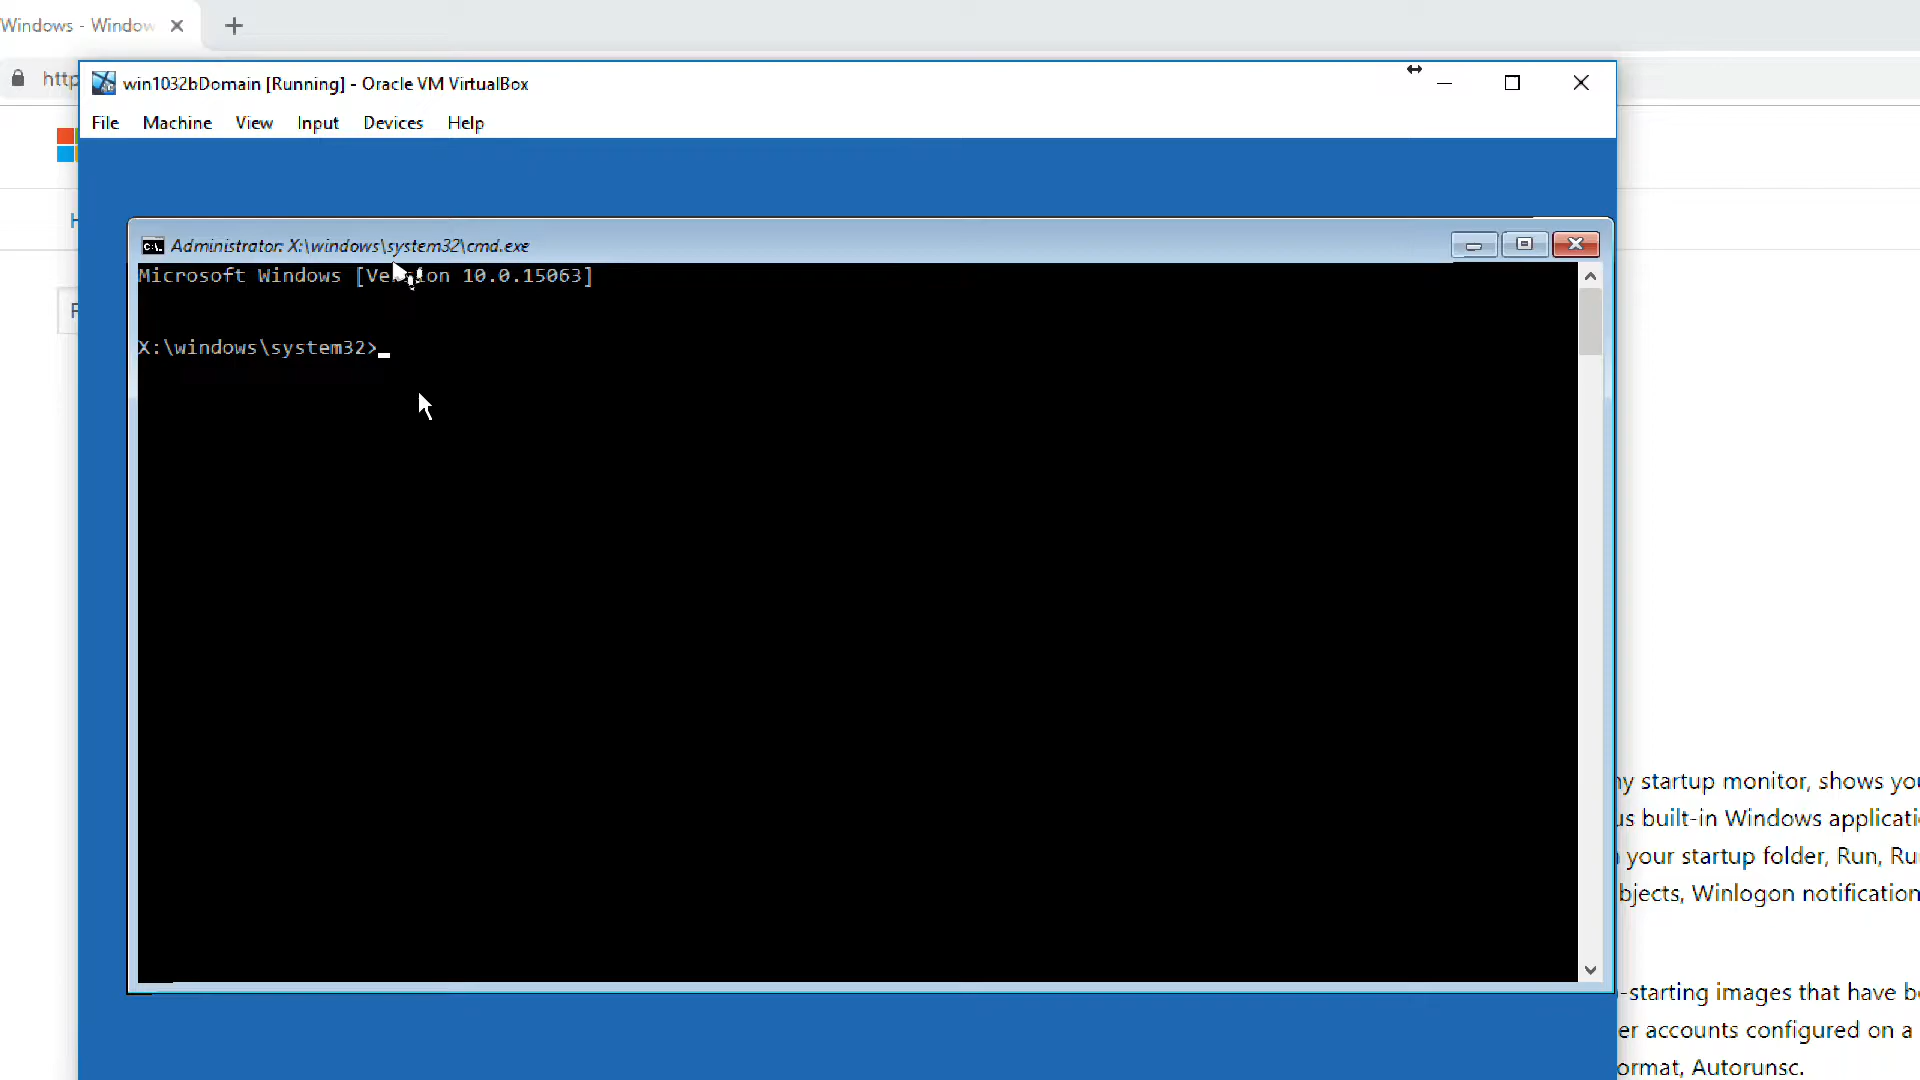 Windows - Window
http
win1032bDomain [Running] - Oracle VM VirtualBox
File Machine View Input Devices Help
Administrator: X:\windows\system32\cmd.exe
Microsoft Windows [Version 10.0.15063]
X:\windows\system32>
ny startup monitor, shows you
us built-in Windows applicati
your startup folder, Run, Ru
bjects, Winlogon notification
-starting images that have be
er accounts configured on a
ormat, Autorunsc.